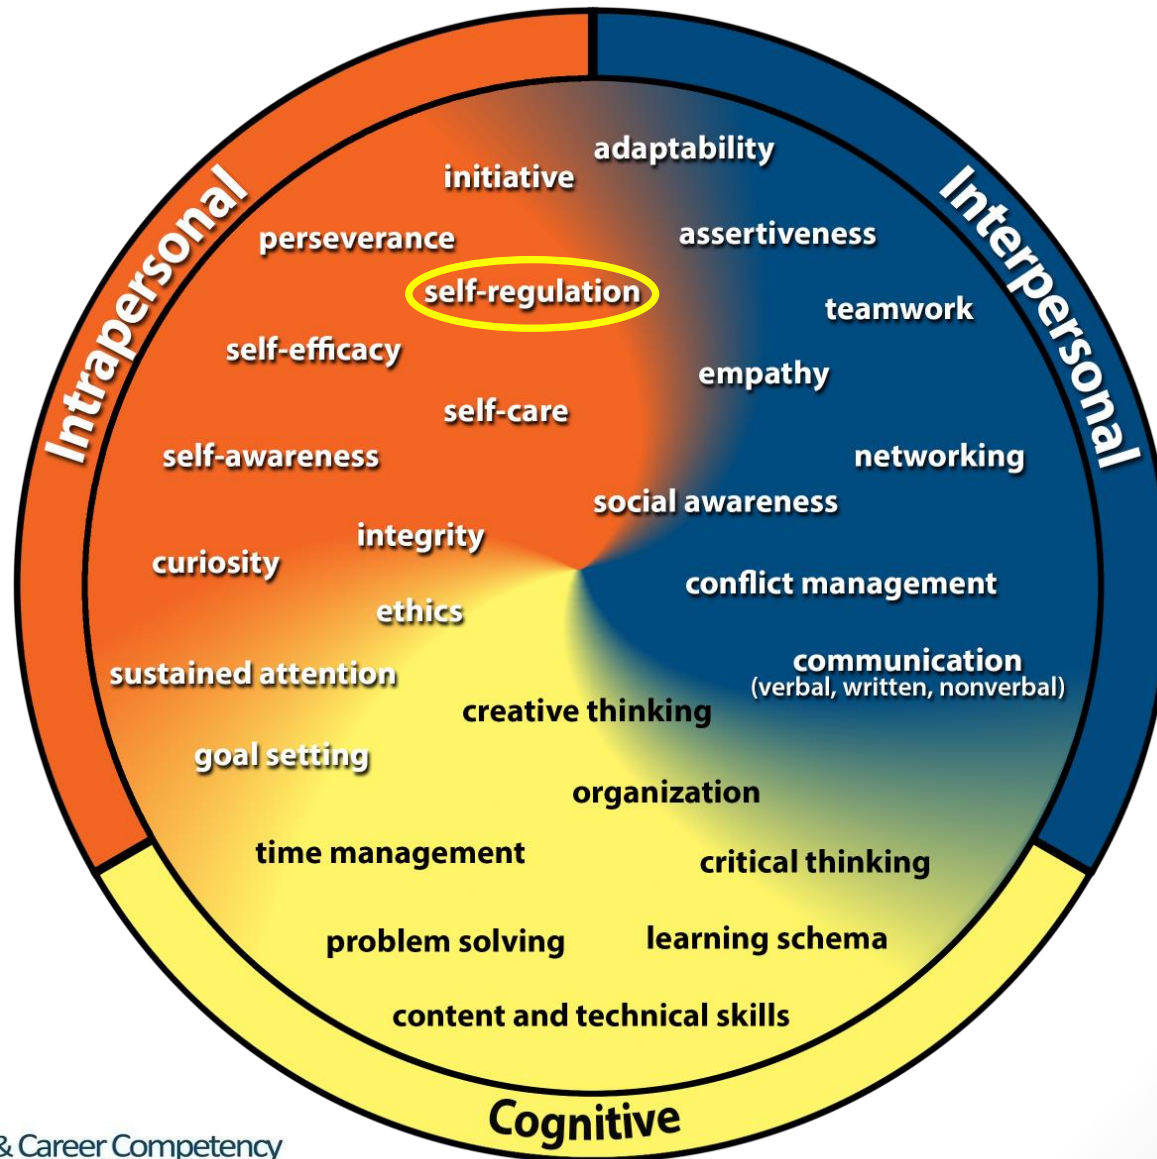 Intrapersonal
Interpersonal
adaptability
initiative
assertiveness
perseverance
self-regulation
teamwork
self-efficacy
empathy
self-care
self-awareness
networking
social awareness
integrity
curiosity
conflict management
ethics
communication
(verbal, written, nonverbal)
sustained attention
creative thinking
goal setting
organization
time management
critical thinking
problem solving
learning schema
content and technical skills
Cognitive
& Career Competency